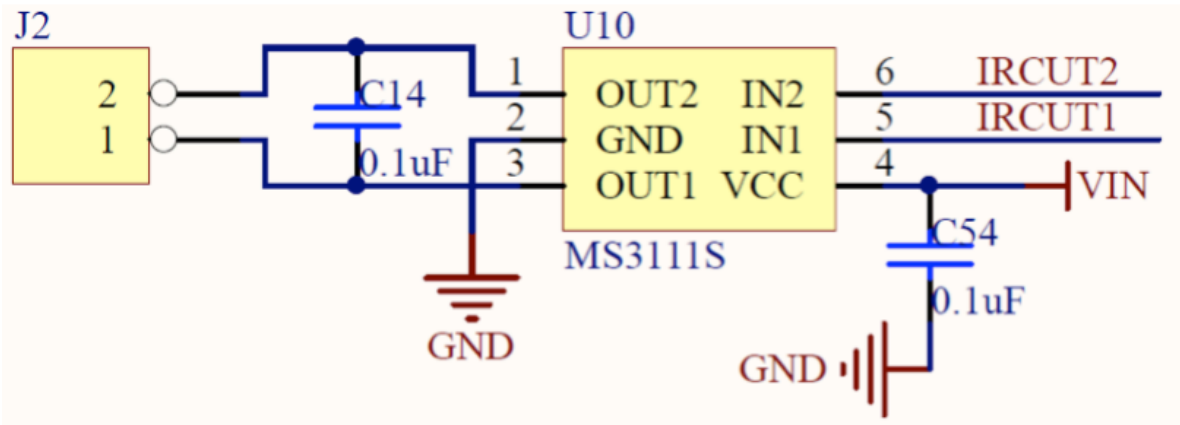 J2
U10
2
1
C14
0.1uF
1
2
3
OUT2 IN2
GND IN1
OUT1 VCC
6
5
4
IRCUT2
IRCUT1
VIN
MS3111S
C54
0.1uF
GND
GND